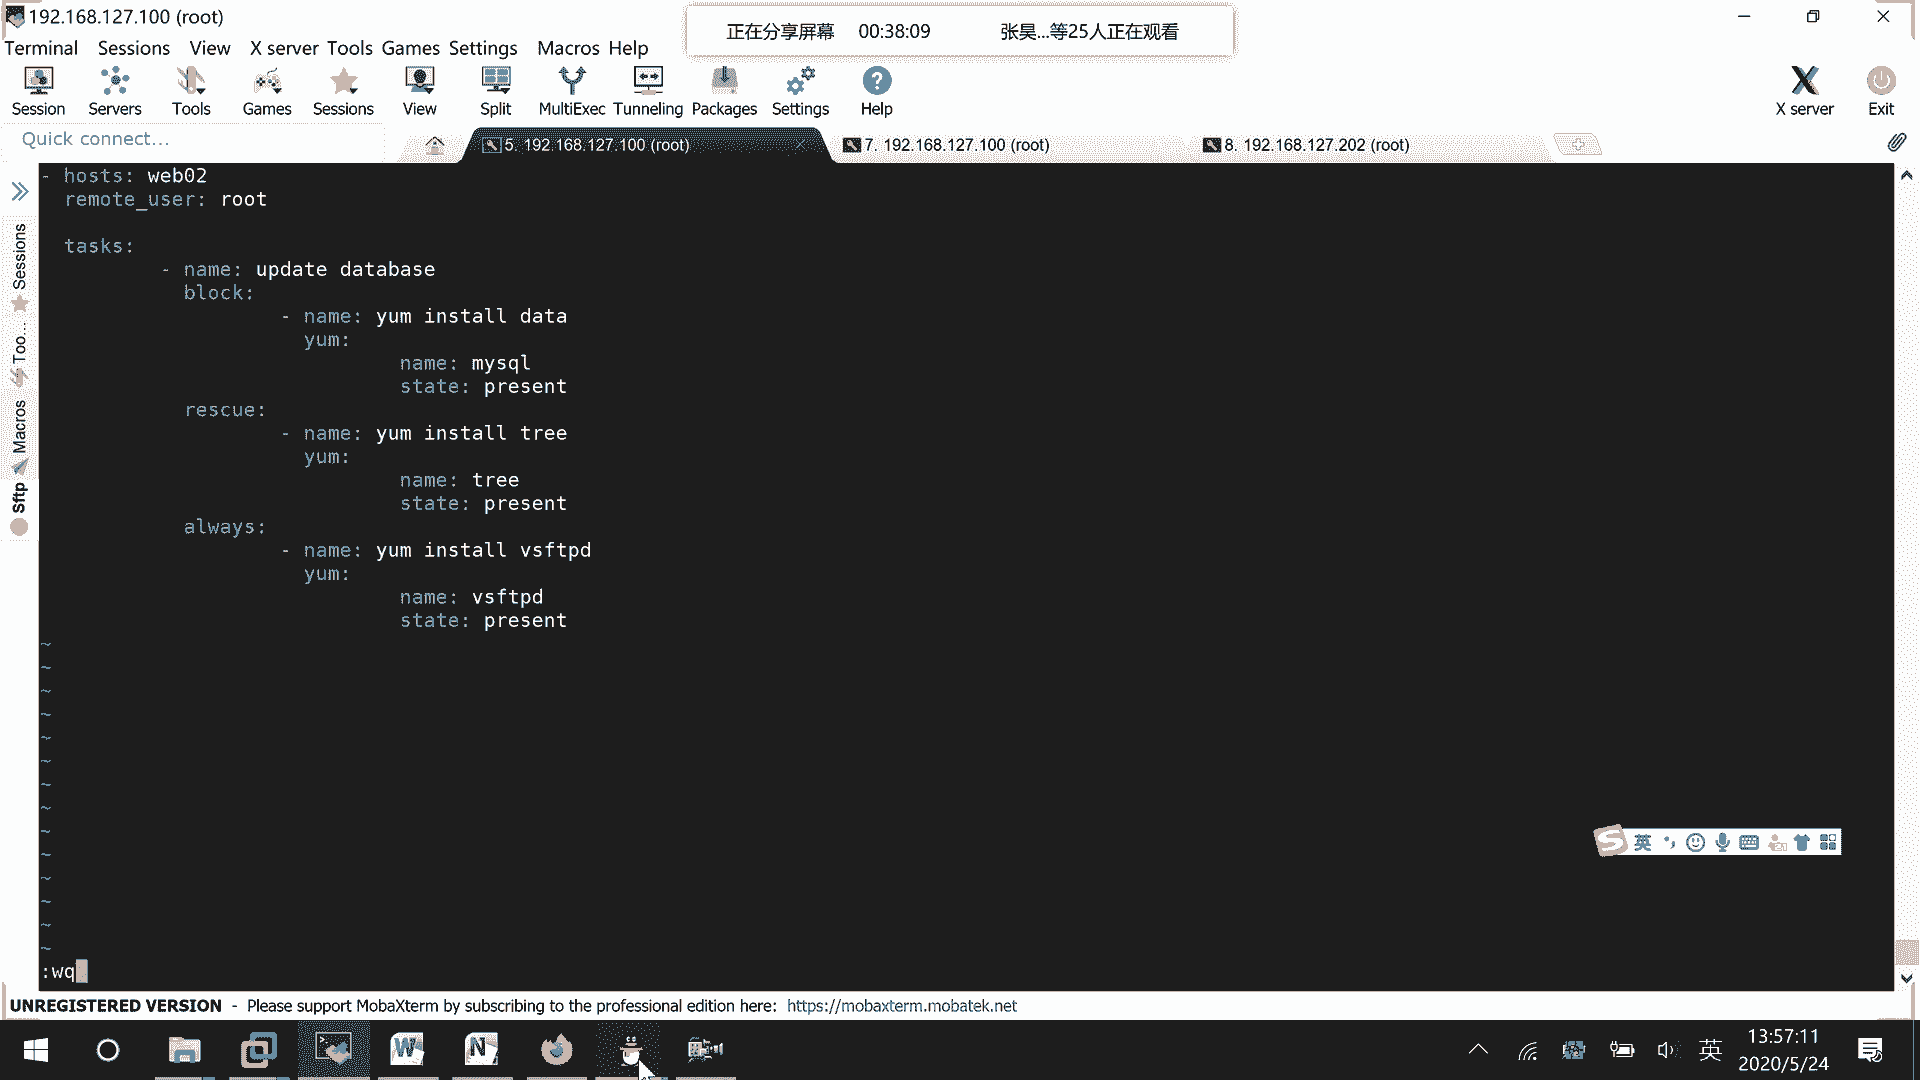 192.168.127.100 (root)
正在分享屏幕 00:38:09 张昊...等25人正在观看
Terminal Sessions View X server Tools Games Settings Macros Help
Session Servers Tools Games Sessions View Split MultiExec Tunneling Packages Settings Help X server Exit
Quick connect...
5. 192.168.127.100 (root)
7. 192.168.127.100 (root)
8. 192.168.127.202 (root)
Sessions
Too...
Macros
Sftp
- hosts: web02
remote_user: root
tasks:
- name: update database
block:
- name: yum install data
yum:
name: mysql
state: present
rescue:
- name: yum install tree
yum:
name: tree
state: present
always:
- name: yum install vsftpd
yum:
name: vsftpd
state: present
~
~
~
~
~
~
~
~
~
~
~
~
~
~
:wq
英
UNREGISTERED VERSION - Please support MobaXterm by subscribing to the professional edition here: https://mobaxterm.mobatek.net
英
13:57:11
2020/5/24